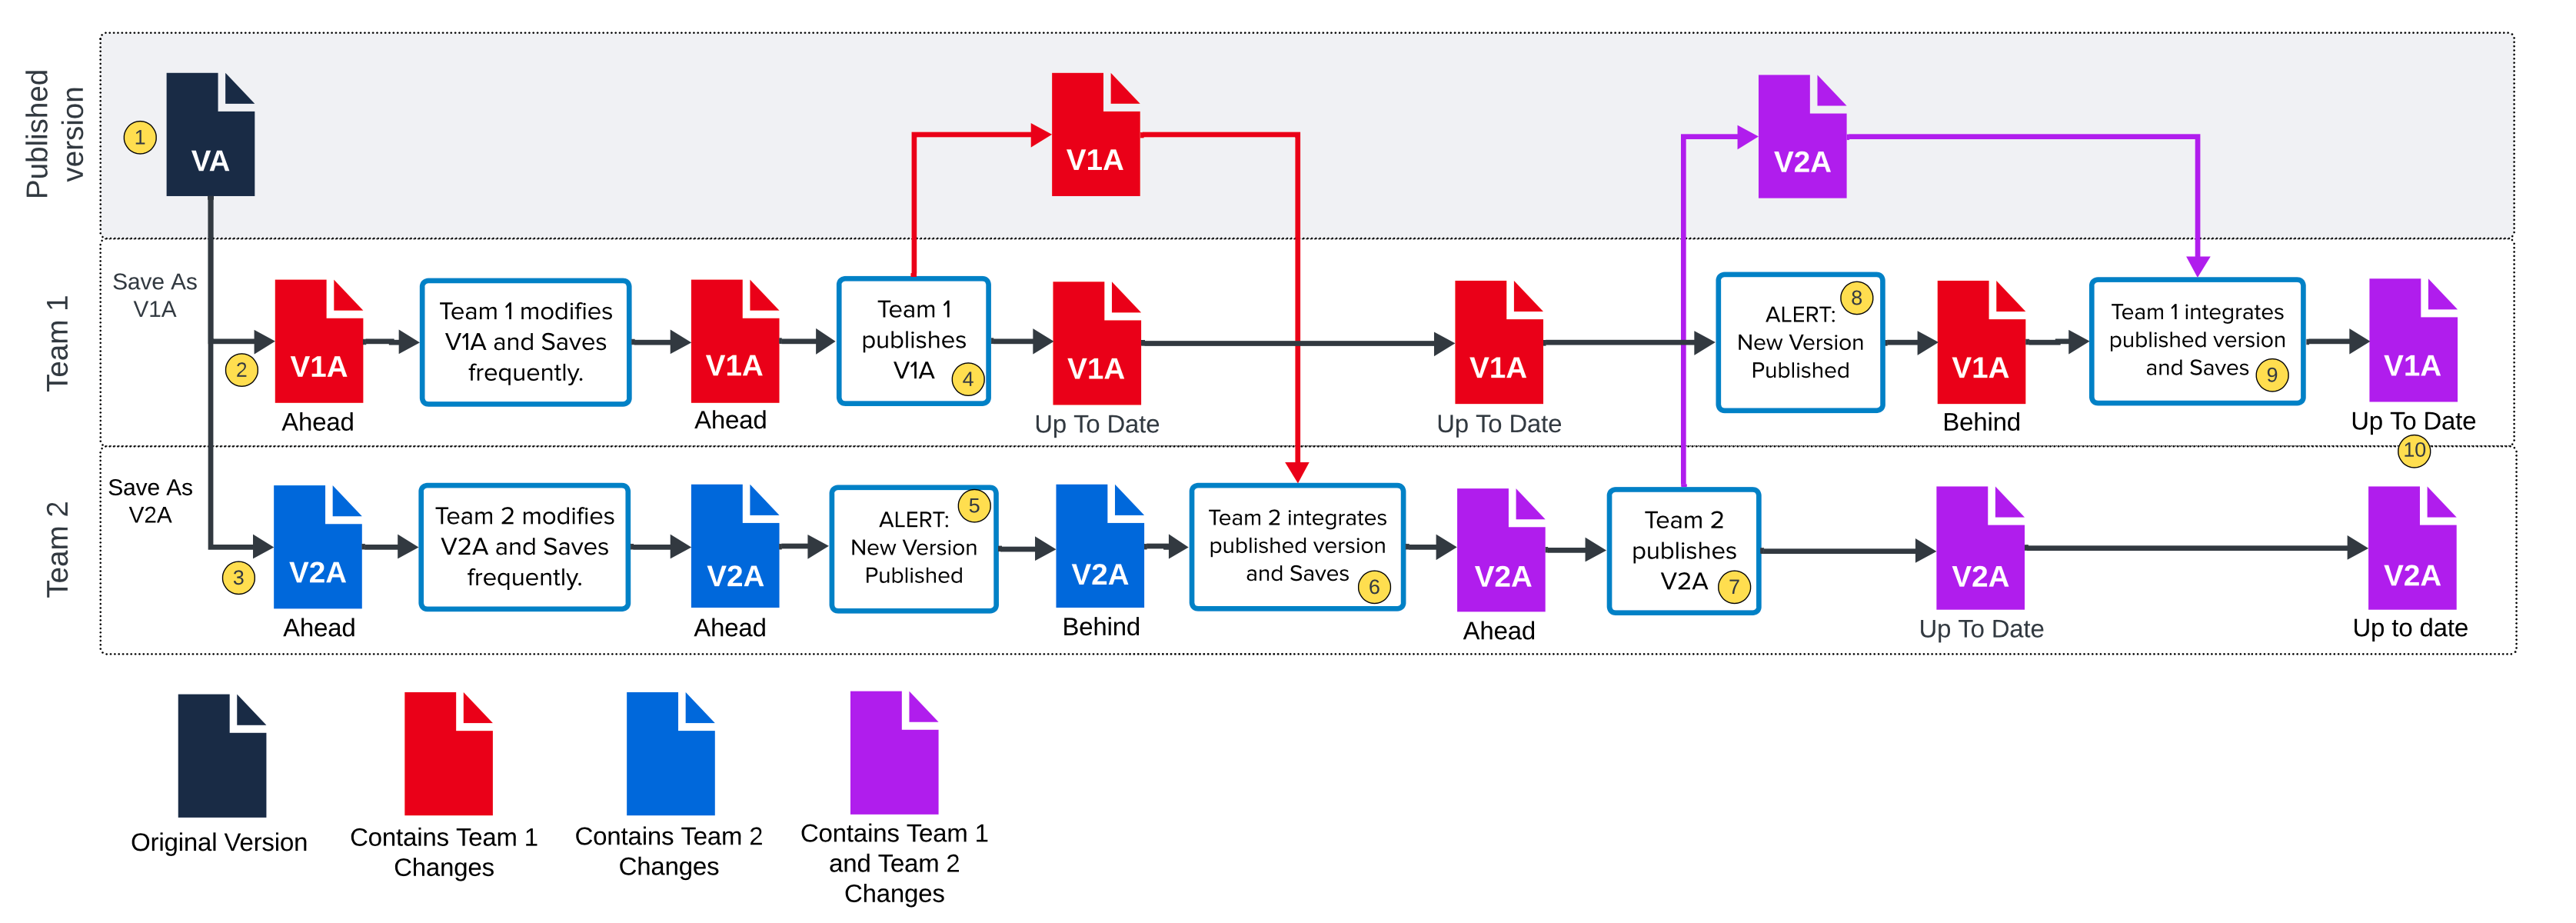 Published
version
1
VA
V1A
V2A
Team 1
Save As
V1A
2
V1A
Ahead
Team 1 modifies
V1A and Saves
frequently.
V1A
Ahead
Team 1
publishes
V1A
4
V1A
Up To Date
V1A
Up To Date
8
ALERT:
New Version
Published
V1A
Behind
Team 1 integrates
published version
and Saves
9
V1A
Up To Date
10
Team 2
Save As
V2A
3
V2A
Ahead
Team 2 modifies
V2A and Saves
frequently.
V2A
Ahead
5
ALERT:
New Version
Published
V2A
Behind
Team 2 integrates
published version
and Saves
6
V2A
Ahead
Team 2
publishes
V2A
7
V2A
Up To Date
V2A
Up to date
Original Version
Contains Team 1
Changes
Contains Team 2
Changes
Contains Team 1
and Team 2
Changes